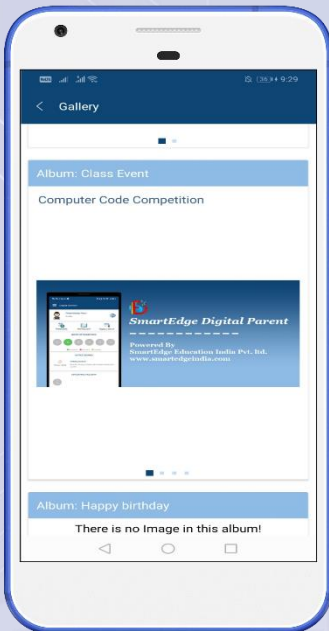 9:29
Gallery
Album: Class Event
Computer Code Competition
SmartEdge Digital Parent
Powered By
SmartEdge Education India Pvt. ltd.
www.smartedgeindia.com
Album: Happy birthday
There is no Image in this album!